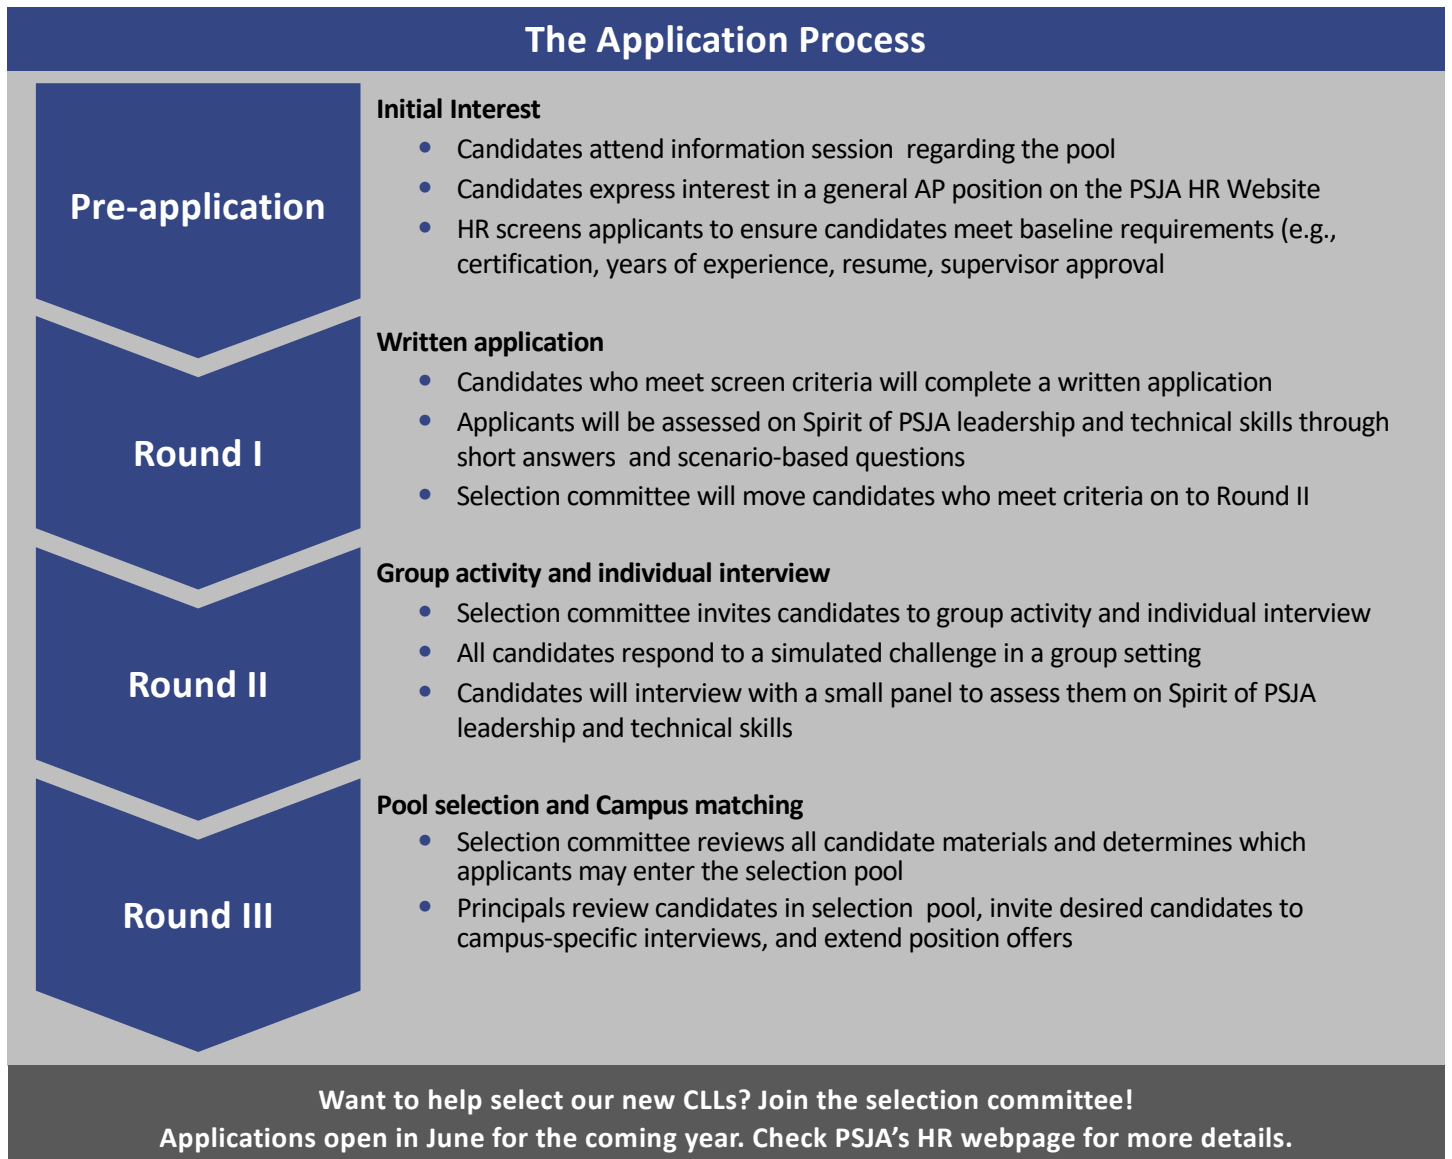 The Application Process
Pre-application
Initial Interest
• Candidates attend information session  regarding the pool
• Candidates express interest in a general AP position on the PSJA HR Website
• HR screens applicants to ensure candidates meet baseline requirements (e.g.,
certification, years of experience, resume, supervisor approval
Round I
Written application
• Candidates who meet screen criteria will complete a written application
• Applicants will be assessed on Spirit of PSJA leadership and technical skills through
short answers  and scenario-based questions
• Selection committee will move candidates who meet criteria on to Round II
Round II
Group activity and individual interview
• Selection committee invites candidates to group activity and individual interview
• All candidates respond to a simulated challenge in a group setting
• Candidates will interview with a small panel to assess them on Spirit of PSJA
leadership and technical skills
Round III
Pool selection and Campus matching
• Selection committee reviews all candidate materials and determines which
applicants may enter the selection pool
• Principals review candidates in selection  pool, invite desired candidates to
campus-specific interviews, and extend position offers
Want to help select our new CLLs? Join the selection committee!
Applications open in June for the coming year. Check PSJA’s HR webpage for more details.